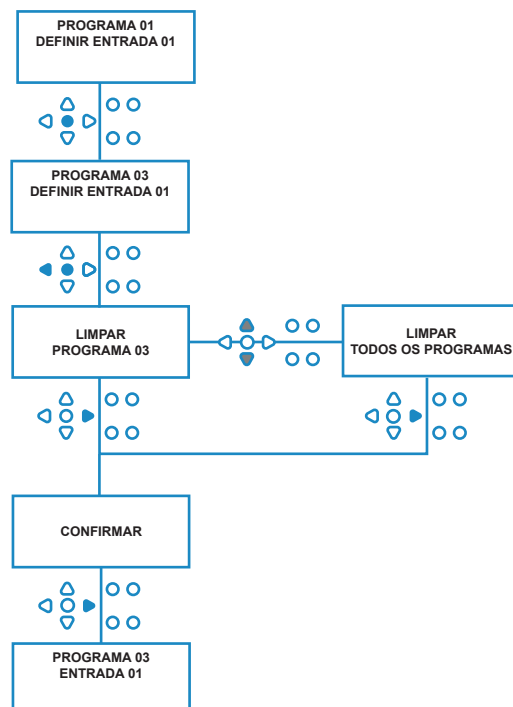 PROGRAMA 01
DEFINIR ENTRADA 01
PROGRAMA 03
DEFINIR ENTRADA 01
LIMPAR
PROGRAMA 03
LIMPAR
TODOS OS PROGRAMAS
CONFIRMAR
PROGRAMA 03
ENTRADA 01